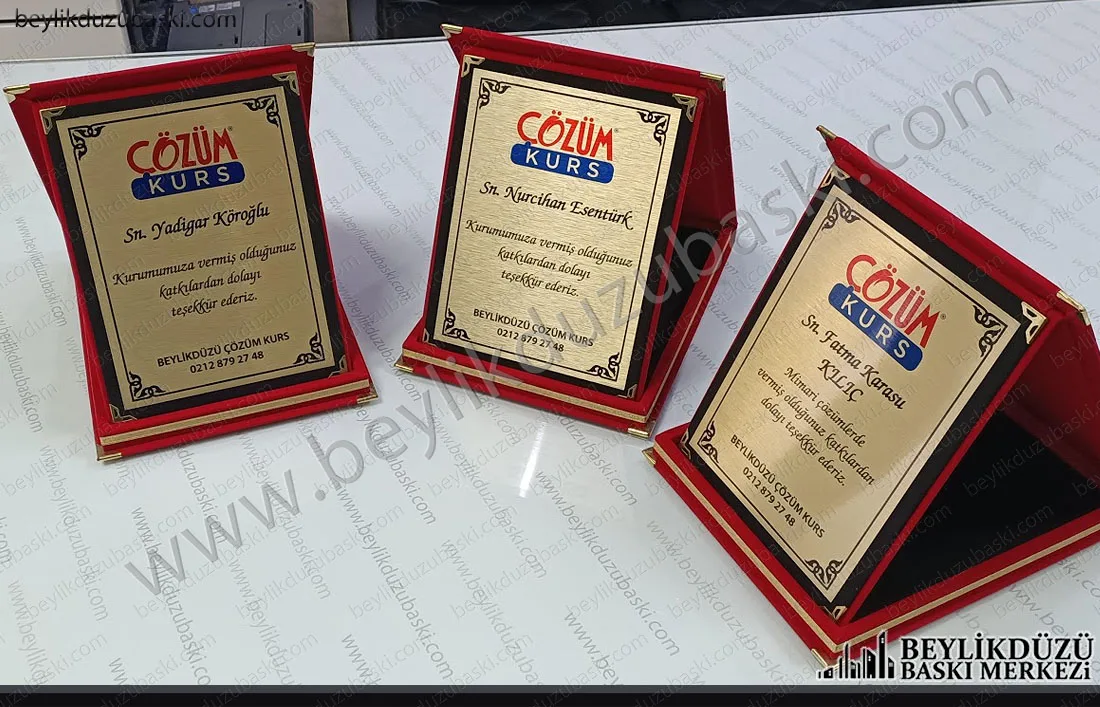 beylikduzubaski.com
ÇÖZÜM®
KURS
Sn. Yadigar Köroğlu
Kurumumuza vermiş olduğunuz
katkılardan dolayı
teşekkür ederiz.
BEYLİKDÜZÜ ÇÖZÜM KURS
0212 879 27 48
ÇÖZÜM®
KURS
Sn. Nurcihan Esentürk
Kurumumuza vermiş olduğunuz
katkılardan dolayı
teşekkür ederiz.
BEYLİKDÜZÜ ÇÖZÜM KURS
0212 879 27 48
ÇÖZÜM®
KURS
Sn. Fatma Karasu
KILIÇ
Mimari çözümlerde
vermiş olduğunuz katkılardan
dolayı teşekkür ederiz.
BEYLİKDÜZÜ ÇÖZÜM KURS
0212 879 27 48
www.beylikduzubaski.com
BEYLİKDÜZÜ
BASKI MERKEZi